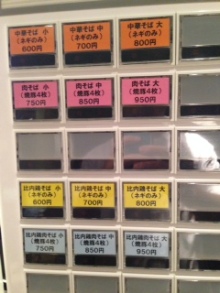 中華そば 小
(ネギのみ)
600円
中華そば 中
(ネギのみ)
700円
中華そば 大
(ネギのみ)
800円
肉そば 小
(焼豚4枚)
750円
肉そば 中
(焼豚4枚)
850円
肉そば 大
(焼豚4枚)
950円
比内鶏そば 小
(ネギのみ)
600円
比内鶏そば 中
(ネギのみ)
700円
比内鶏そば 大
(ネギのみ)
800円
比内鶏肉そば 小
(焼豚4枚)
750円
比内鶏肉そば 中
(焼豚4枚)
850円
比内鶏肉そば 大
(焼豚4枚)
950円